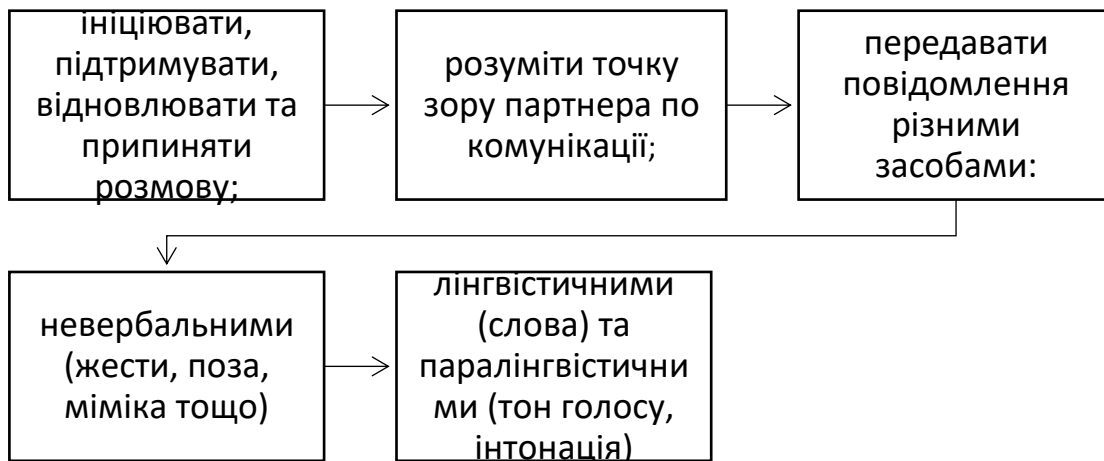 ініціювати,
підтримувати,
відновлювати та
припиняти
розмову;
розуміти точку
зору партнера по
комунікації;
передавати
повідомлення
різними
засобами:
невербальними
(жести, поза,
міміка тощо)
лінгвістичними
(слова) та
паралінгвістични
ми (тон голосу,
інтонація)